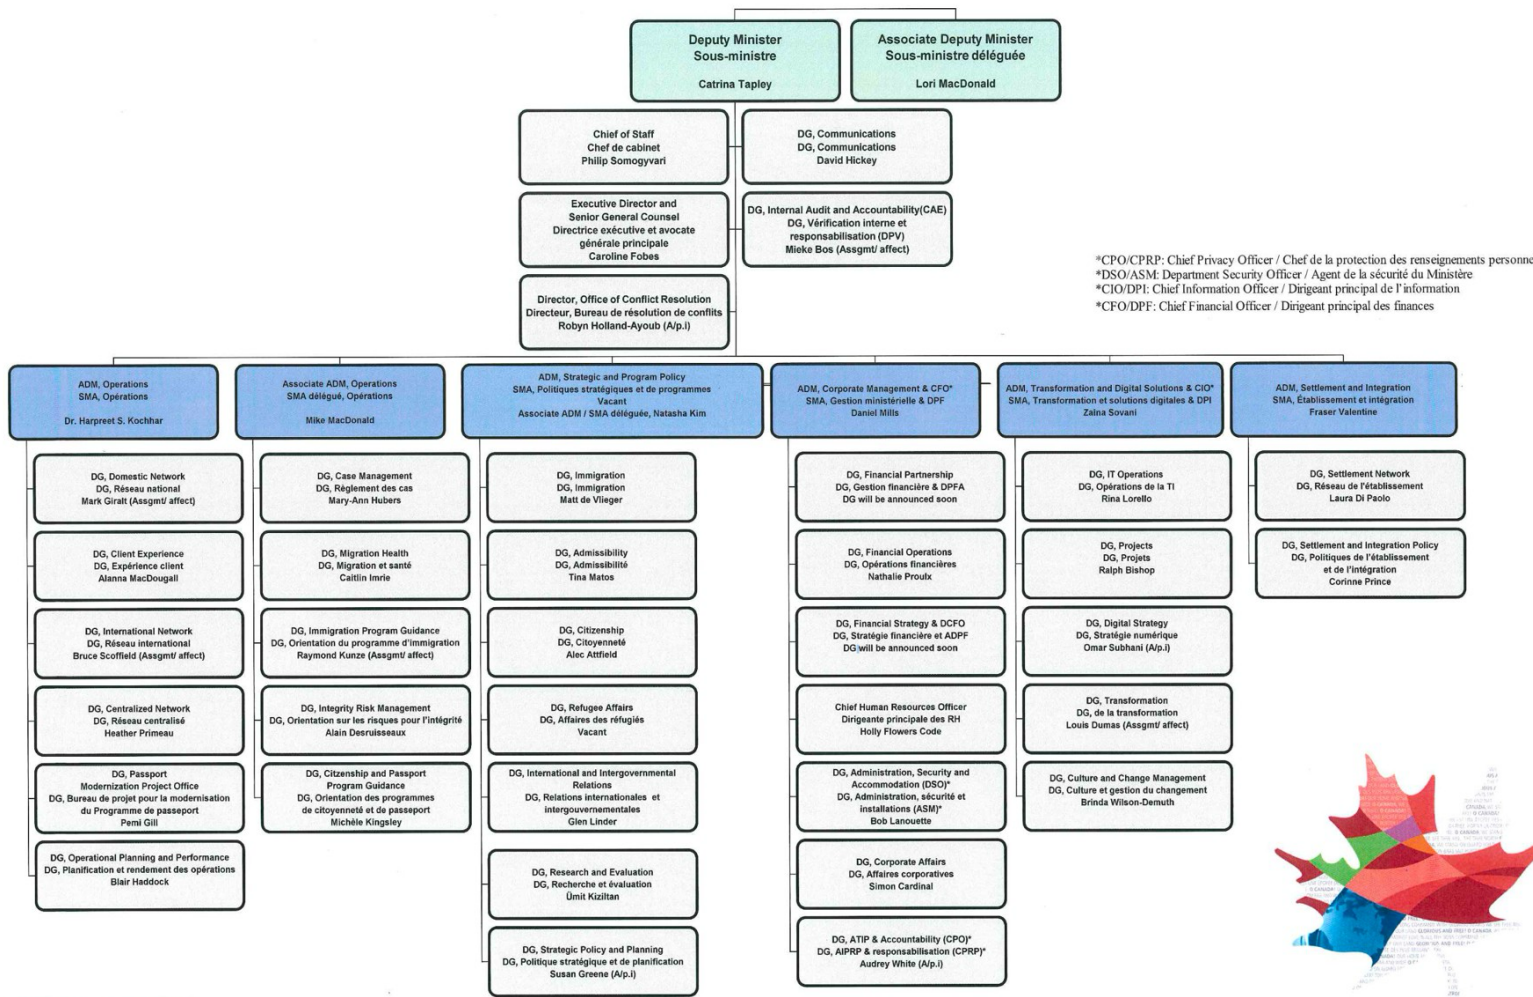 Deputy Minister
Sous-ministre
Catrina Tapley
Associate Deputy Minister
Sous-ministre déléguée
Lori MacDonald
Chief of Staff
Chef de cabinet
Philip Somogyvari
DG, Communications
DG, Communications
David Hickey
Executive Director and
Senior General Counsel
Directrice exécutive et avocate
générale principale
Caroline Fobes
DG, Internal Audit and Accountability(CAE)
DG, Vérification interne et
responsabilisation (DPV)
Mieke Bos (Assgmt/ affect)
Director, Office of Conflict Resolution
Directeur, Bureau de résolution de conflits
Robyn Holland-Ayoub (A/p.i)
*CPO/CPRP: Chief Privacy Officer / Chef de la protection des renseignements personne
*DSO/ASM: Department Security Officer / Agent de la sécurité du Ministère
*CIO/DPI: Chief Information Officer / Dirigeant principal de l'information
*CFO/DPF: Chief Financial Officer / Dirigeant principal des finances
ADM, Operations
SMA, Opérations
Dr. Harpreet S. Kochhar
Associate ADM, Operations
SMA délégué, Opérations
Mike MacDonald
ADM, Strategic and Program Policy
SMA, Politiques stratégiques et de programmes
Vacant
Associate ADM / SMA déléguée, Natasha Kim
ADM, Corporate Management & CFO*
SMA, Gestion ministérielle & DPF
Daniel Mills
ADM, Transformation and Digital Solutions & CIO*
SMA, Transformation et solutions digitales & DPI
Zaina Sovani
ADM, Settlement and Integration
SMA, Établissement et intégration
Fraser Valentine
DG, Domestic Network
DG, Réseau national
Mark Giralt (Assgmt/ affect)
DG, Client Experience
DG, Expérience client
Alanna MacDougall
DG, International Network
DG, Réseau international
Bruce Scoffield (Assgmt/ affect)
DG, Centralized Network
DG, Réseau centralisé
Heather Primeau
DG, Passport
Modernization Project Office
DG, Bureau de projet pour la modernisation
du Programme de passeport
Pemi Gill
DG, Operational Planning and Performance
DG, Planification et rendement des opérations
Blair Haddock
DG, Case Management
DG, Règlement des cas
Mary-Ann Hubers
DG, Migration Health
DG, Migration et santé
Caitlin Imrie
DG, Immigration Program Guidance
DG, Orientation du programme d'immigration
Raymond Kunze (Assgmt/ affect)
DG, Integrity Risk Management
DG, Orientation sur les risques pour l'intégrité
Alain Desruisseaux
DG, Citzenship and Passport
Program Guidance
DG, Orientation des programmes
de citoyenneté et de passeport
Michèle Kingsley
DG, Immigration
DG, Immigration
Matt de Vlieger
DG, Admissibility
DG, Admissibilité
Tina Matos
DG, Citizenship
DG, Citoyenneté
Alec Attfield
DG, Refugee Affairs
DG, Affaires des réfugiés
Vacant
DG, International and Intergovernmental
Relations
DG, Relations internationales et
intergouvernementales
Glen Linder
DG, Research and Evaluation
DG, Recherche et évaluation
Ümit Kiziltan
DG, Strategic Policy and Planning
DG, Politique stratégique et de planification
Susan Greene (A/p.i)
DG, Financial Partnership
DG, Gestion financière & DPFA
DG will be announced soon
DG, Financial Operations
DG, Opérations financières
Nathalie Proulx
DG, Financial Strategy & DCFO
DG, Stratégie financière et ADPF
DG will be announced soon
Chief Human Resources Officer
Dirigeante principale des RH
Holly Flowers Code
DG, Administration, Security and
Accommodation (DSO)*
DG, Administration, sécurité et
installations (ASM)*
Bob Lanouette
DG, Corporate Affairs
DG, Affaires corporatives
Simon Cardinal
DG, ATIP & Accountability (CPO)*
DG, AIPRP & responsabilisation (CPRP)*
Audrey White (A/p.i)
DG, IT Operations
DG, Opérations de la TI
Rina Lorello
DG, Projects
DG, Projets
Ralph Bishop
DG, Digital Strategy
DG, Stratégie numérique
Omar Subhani (A/p.i)
DG, Transformation
DG, de la transformation
Louis Dumas (Assgmt/ affect)
DG, Culture and Change Management
DG, Culture et gestion du changement
Brinda Wilson-Demuth
DG, Settlement Network
DG, Réseau de l'établissement
Laura Di Paolo
DG, Settlement and Integration Policy
DG, Politiques de l'établissement
et de l'intégration
Corinne Prince